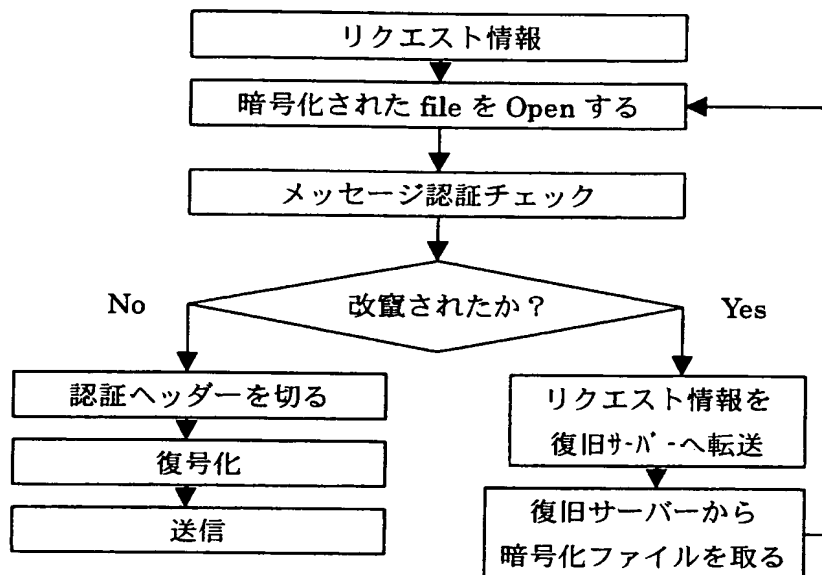 リクエスト情報
暗号化された file を Open する
メッセージ認証チェック
改竄されたか？
No
Yes
認証ヘッダーを切る
復号化
送信
リクエスト情報を
復旧ｻｰﾊﾞｰへ転送
復旧サーバーから
暗号化ファイルを取る